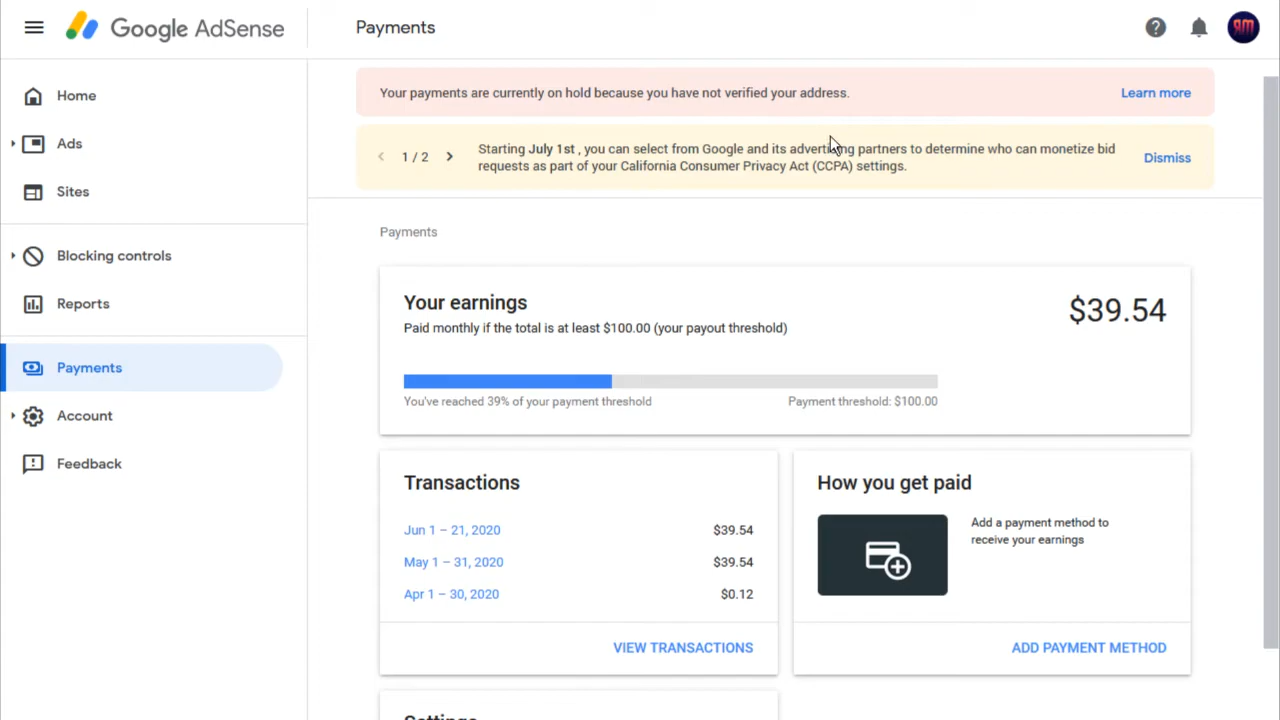 Google AdSense
Payments
Home
Ads
Sites
Blocking controls
Reports
Payments
Account
Feedback
Your payments are currently on hold because you have not verified your address.
Learn more
1 / 2
Starting July 1st , you can select from Google and its advertising partners to determine who can monetize bid
requests as part of your California Consumer Privacy Act (CCPA) settings.
Dismiss
Payments
Your earnings
$39.54
Paid monthly if the total is at least $100.00 (your payout threshold)
You've reached 39% of your payment threshold
Payment threshold: $100.00
Transactions
Jun 1 – 21, 2020 $39.54
May 1 – 31, 2020 $39.54
Apr 1 – 30, 2020 $0.12
VIEW TRANSACTIONS
How you get paid
Add a payment method to
receive your earnings
ADD PAYMENT METHOD
Settings